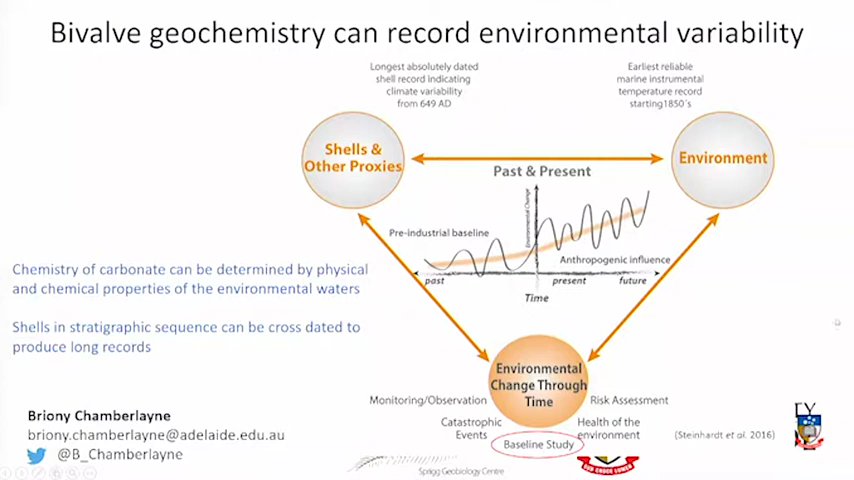 Bivalve geochemistry can record environmental variability
Longest absolutely dated
shell record indicating
climate variability
from 649 AD
Earliest reliable
marine instrumental
temperature record
starting1850´s
Shells &
Other Proxies
Environment
Past & Present
Environmental Change
Pre-industrial baseline
Anthropogenic influence
past
present
future
Time
Chemistry of carbonate can be determined by physical
and chemical properties of the environmental waters
Shells in stratigraphic sequence can be cross dated to
produce long records
Environmental
Change Through
Time
Monitoring/Observation
Risk Assessment
Catastrophic
Events
Health of the
environment
Baseline Study
(Steinhardt et al. 2016)
Briony Chamberlayne
briony.chamberlayne@adelaide.edu.au
@B_Chamberlayne
Sprigg Geobiology Centre
TY